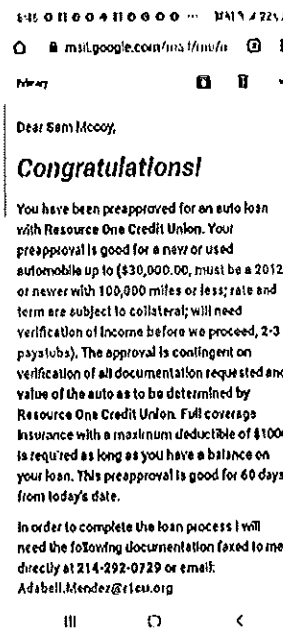 mail.google.com/
Primary
Dear Sam Mccoy,
Congratulations!
You have been preapproved for an auto loan
with Resource One Credit Union. Your
preapproval is good for a new or used
automobile up to ($30,000.00, must be a 2012
or newer with 100,000 miles or less; rate and
term are subject to collateral; will need
verification of income before we proceed, 2-3
paystubs). The approval is contingent on
verification of all documentation requested and
value of the auto as to be determined by
Resource One Credit Union. Full coverage
insurance with a maximum deductible of $1000
is required as long as you have a balance on
your loan. This preapproval is good for 60 days
from today's date.
In order to complete the loan process I will
need the following documentation faxed to me
directly at 214-292-0729 or email:
Adabell.Mendez@r1cu.org